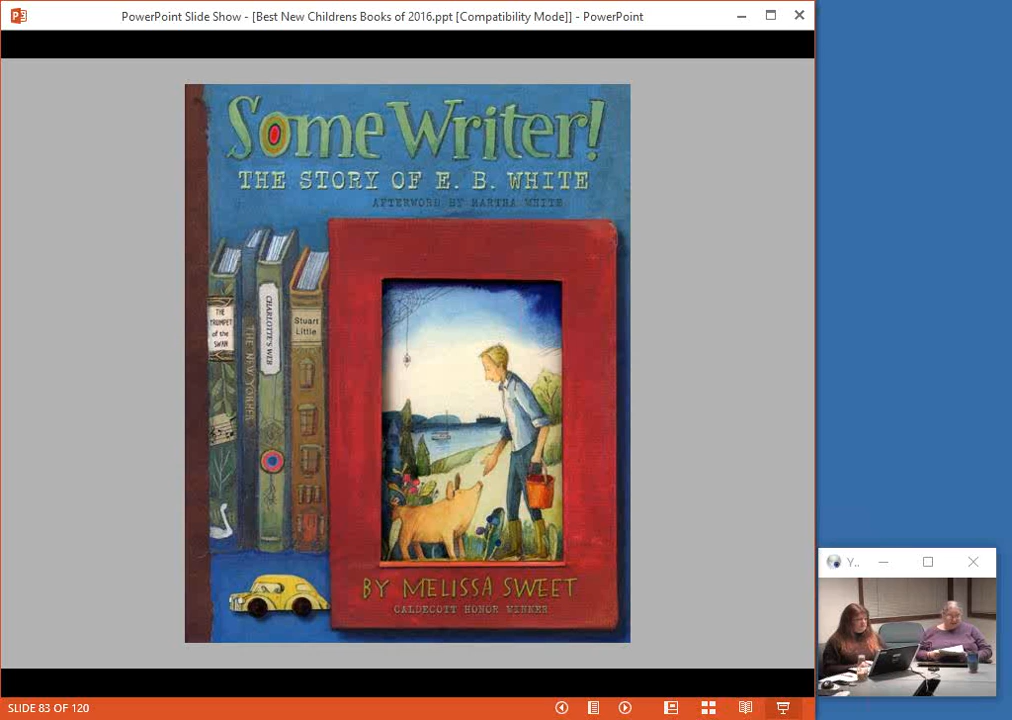 PowerPoint Slide Show - [Best New Childrens Books of 2016.ppt [Compatibility Mode]] - PowerPoint
Y..
Some Writer!
THE STORY OF E. B. WHITE
AFTERWORD BY MARTHA WHITE
THE
TRUMPET
of the
SWAN
THE NEW YORKER
CHARLOTTE'S WEB
Stuart
Little
BY MELISSA SWEET
CALDECOTT HONOR WINNER
SLIDE 83 OF 120